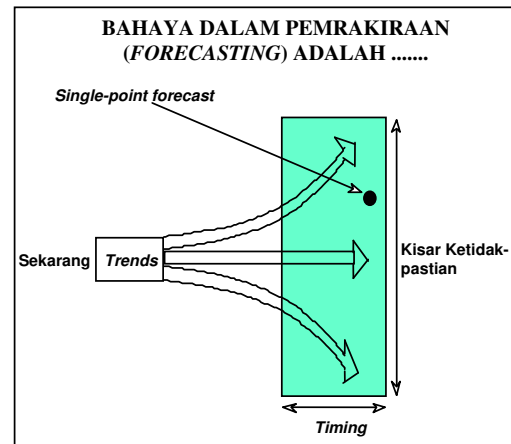 BAHAYA DALAM PEMRAKIRAAN
(FORECASTING) ADALAH .......
Single-point forecast
Sekarang
Trends
Kisar Ketidak-
pastian
Timing